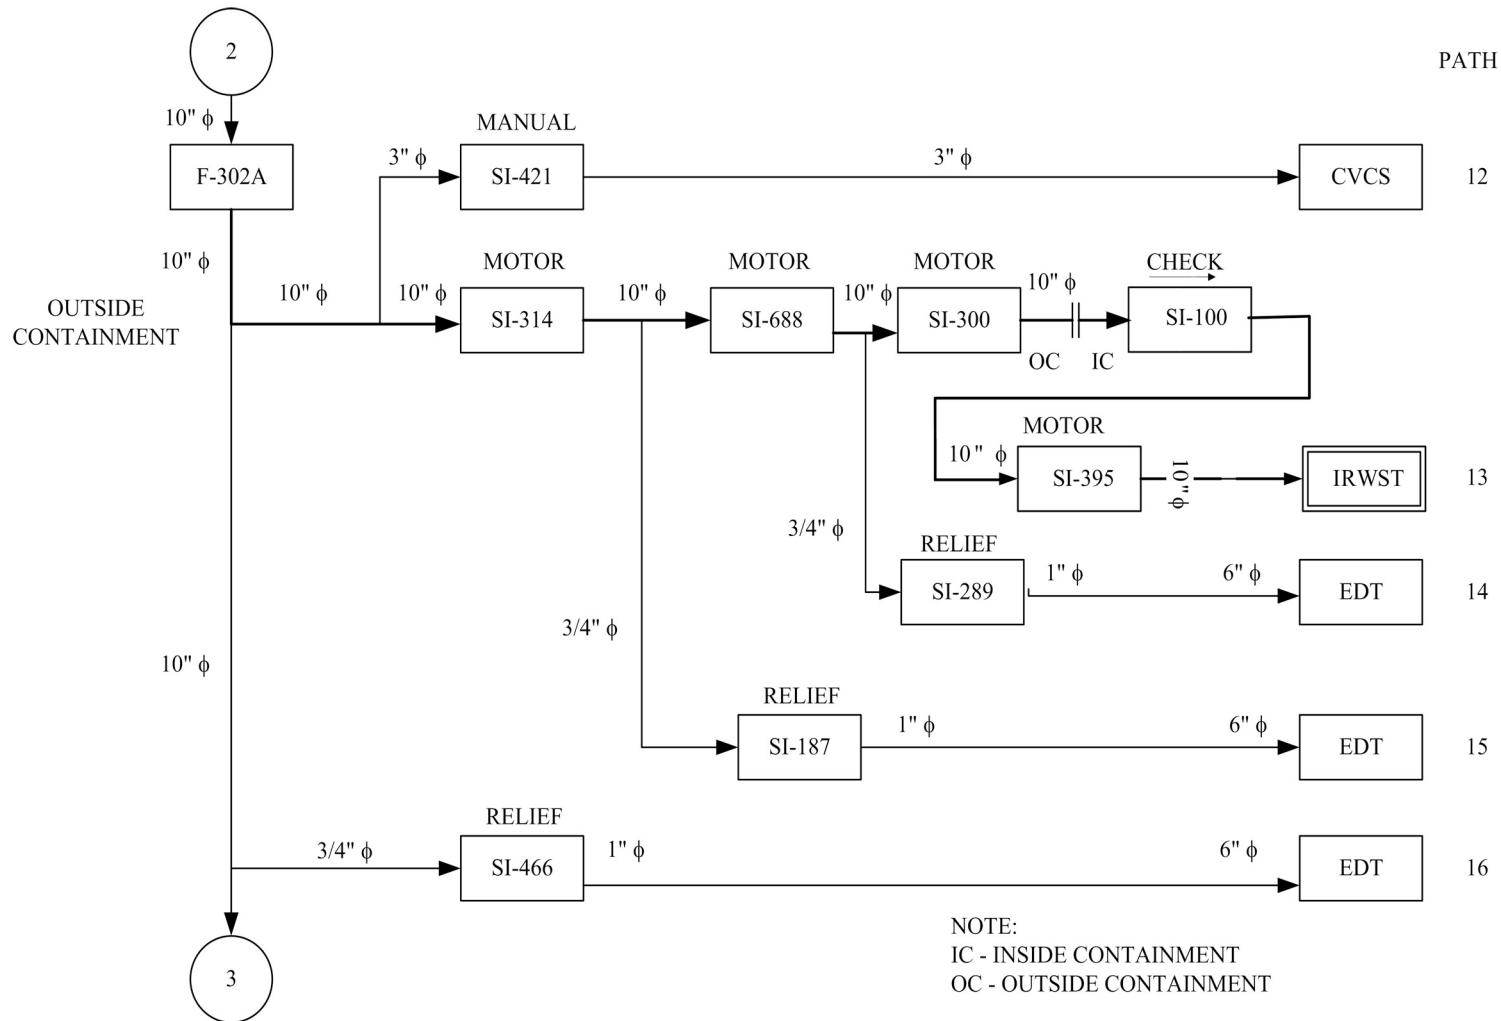 2
PATH
10" ϕ
MANUAL
3" ϕ
3" ϕ
F-302A
SI-421
CVCS
12
10" ϕ
MOTOR
MOTOR
MOTOR
CHECK
10" ϕ
10" ϕ
10" ϕ
10" ϕ
10" ϕ
OUTSIDE
CONTAINMENT
SI-314
SI-688
SI-300
SI-100
OC
IC
MOTOR
10" ϕ
SI-395
10" ϕ
IRWST
13
3/4" ϕ
RELIEF
SI-289
1" ϕ
6" ϕ
EDT
14
3/4" ϕ
10" ϕ
RELIEF
SI-187
1" ϕ
6" ϕ
EDT
15
RELIEF
3/4" ϕ
SI-466
1" ϕ
6" ϕ
EDT
16
NOTE:
IC - INSIDE CONTAINMENT
OC - OUTSIDE CONTAINMENT
3